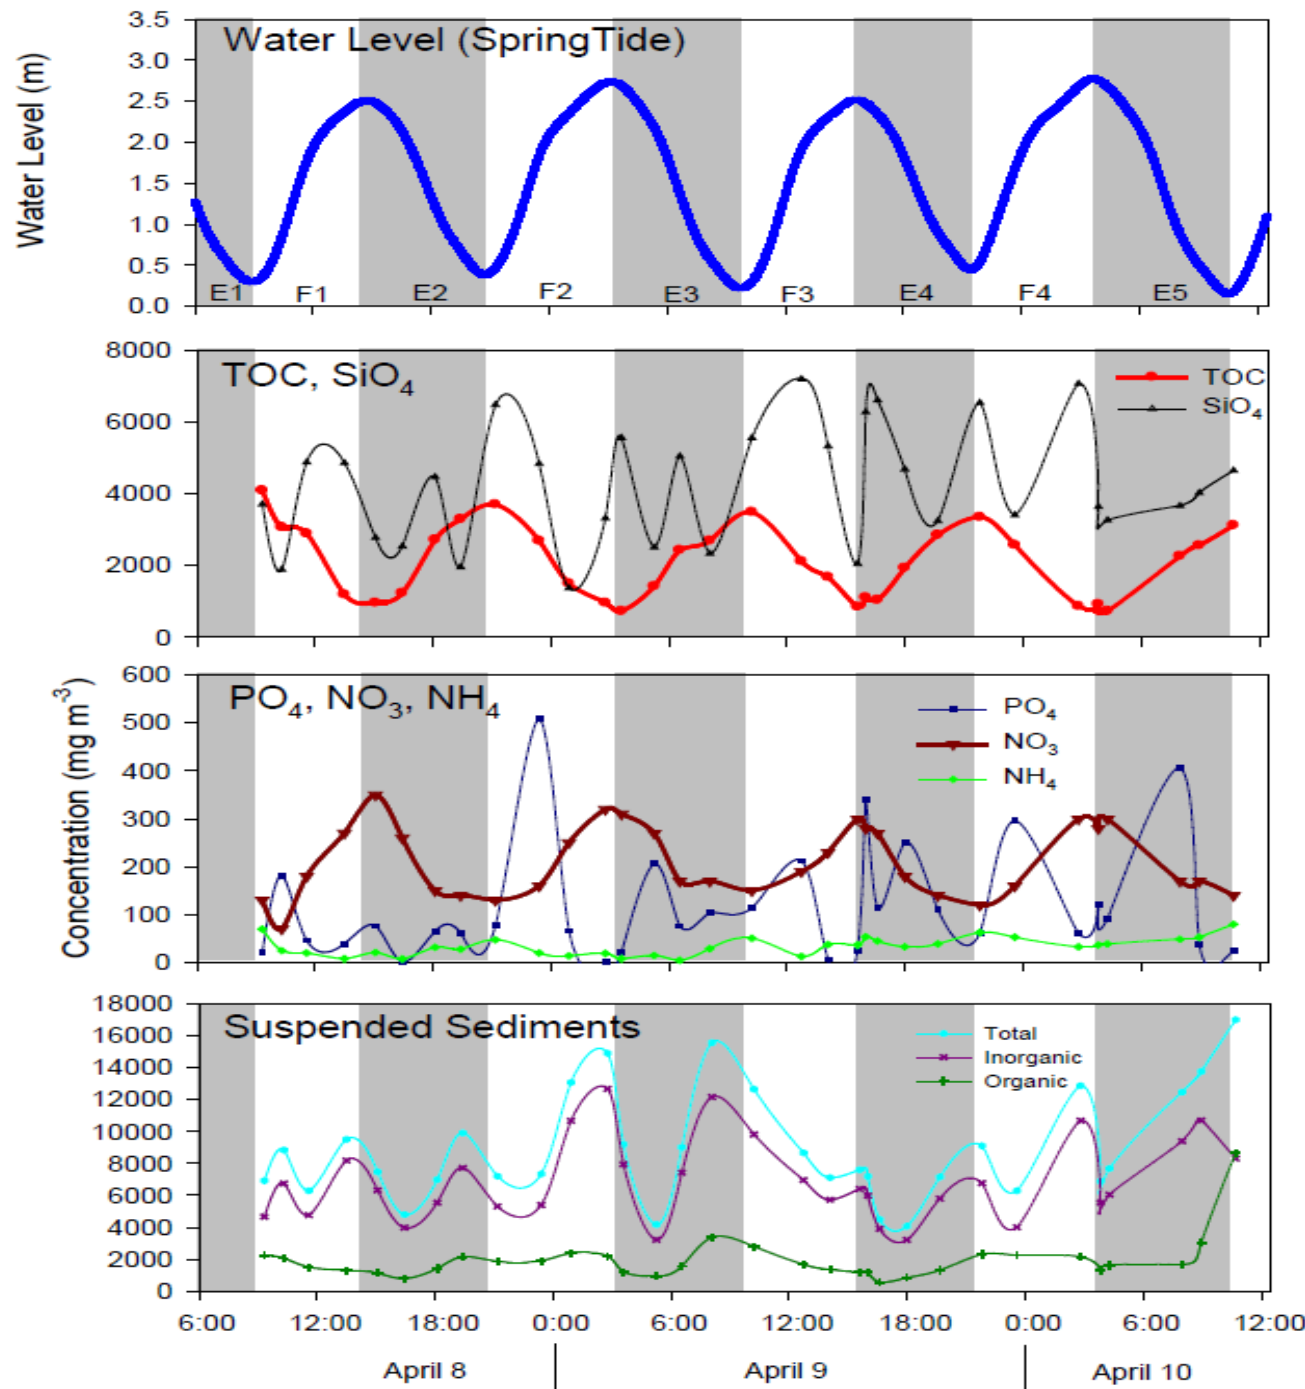 Water Level (SpringTide)
Water Level (m)
3.5
3.0
2.5
2.0
1.5
1.0
0.5
0.0
E1 F1 E2 F2 E3 F3 E4 F4 E5
TOC, SiO4
TOC
SiO4
8000
6000
4000
2000
0
Concentration (mg m-3)
PO4, NO3, NH4
PO4
NO3
NH4
600
500
400
300
200
100
0
Suspended Sediments
Total
Inorganic
Organic
18000
16000
14000
12000
10000
8000
6000
4000
2000
0
6:00 12:00 18:00 0:00 6:00 12:00 18:00 0:00 6:00 12:00
April 8 April 9 April 10